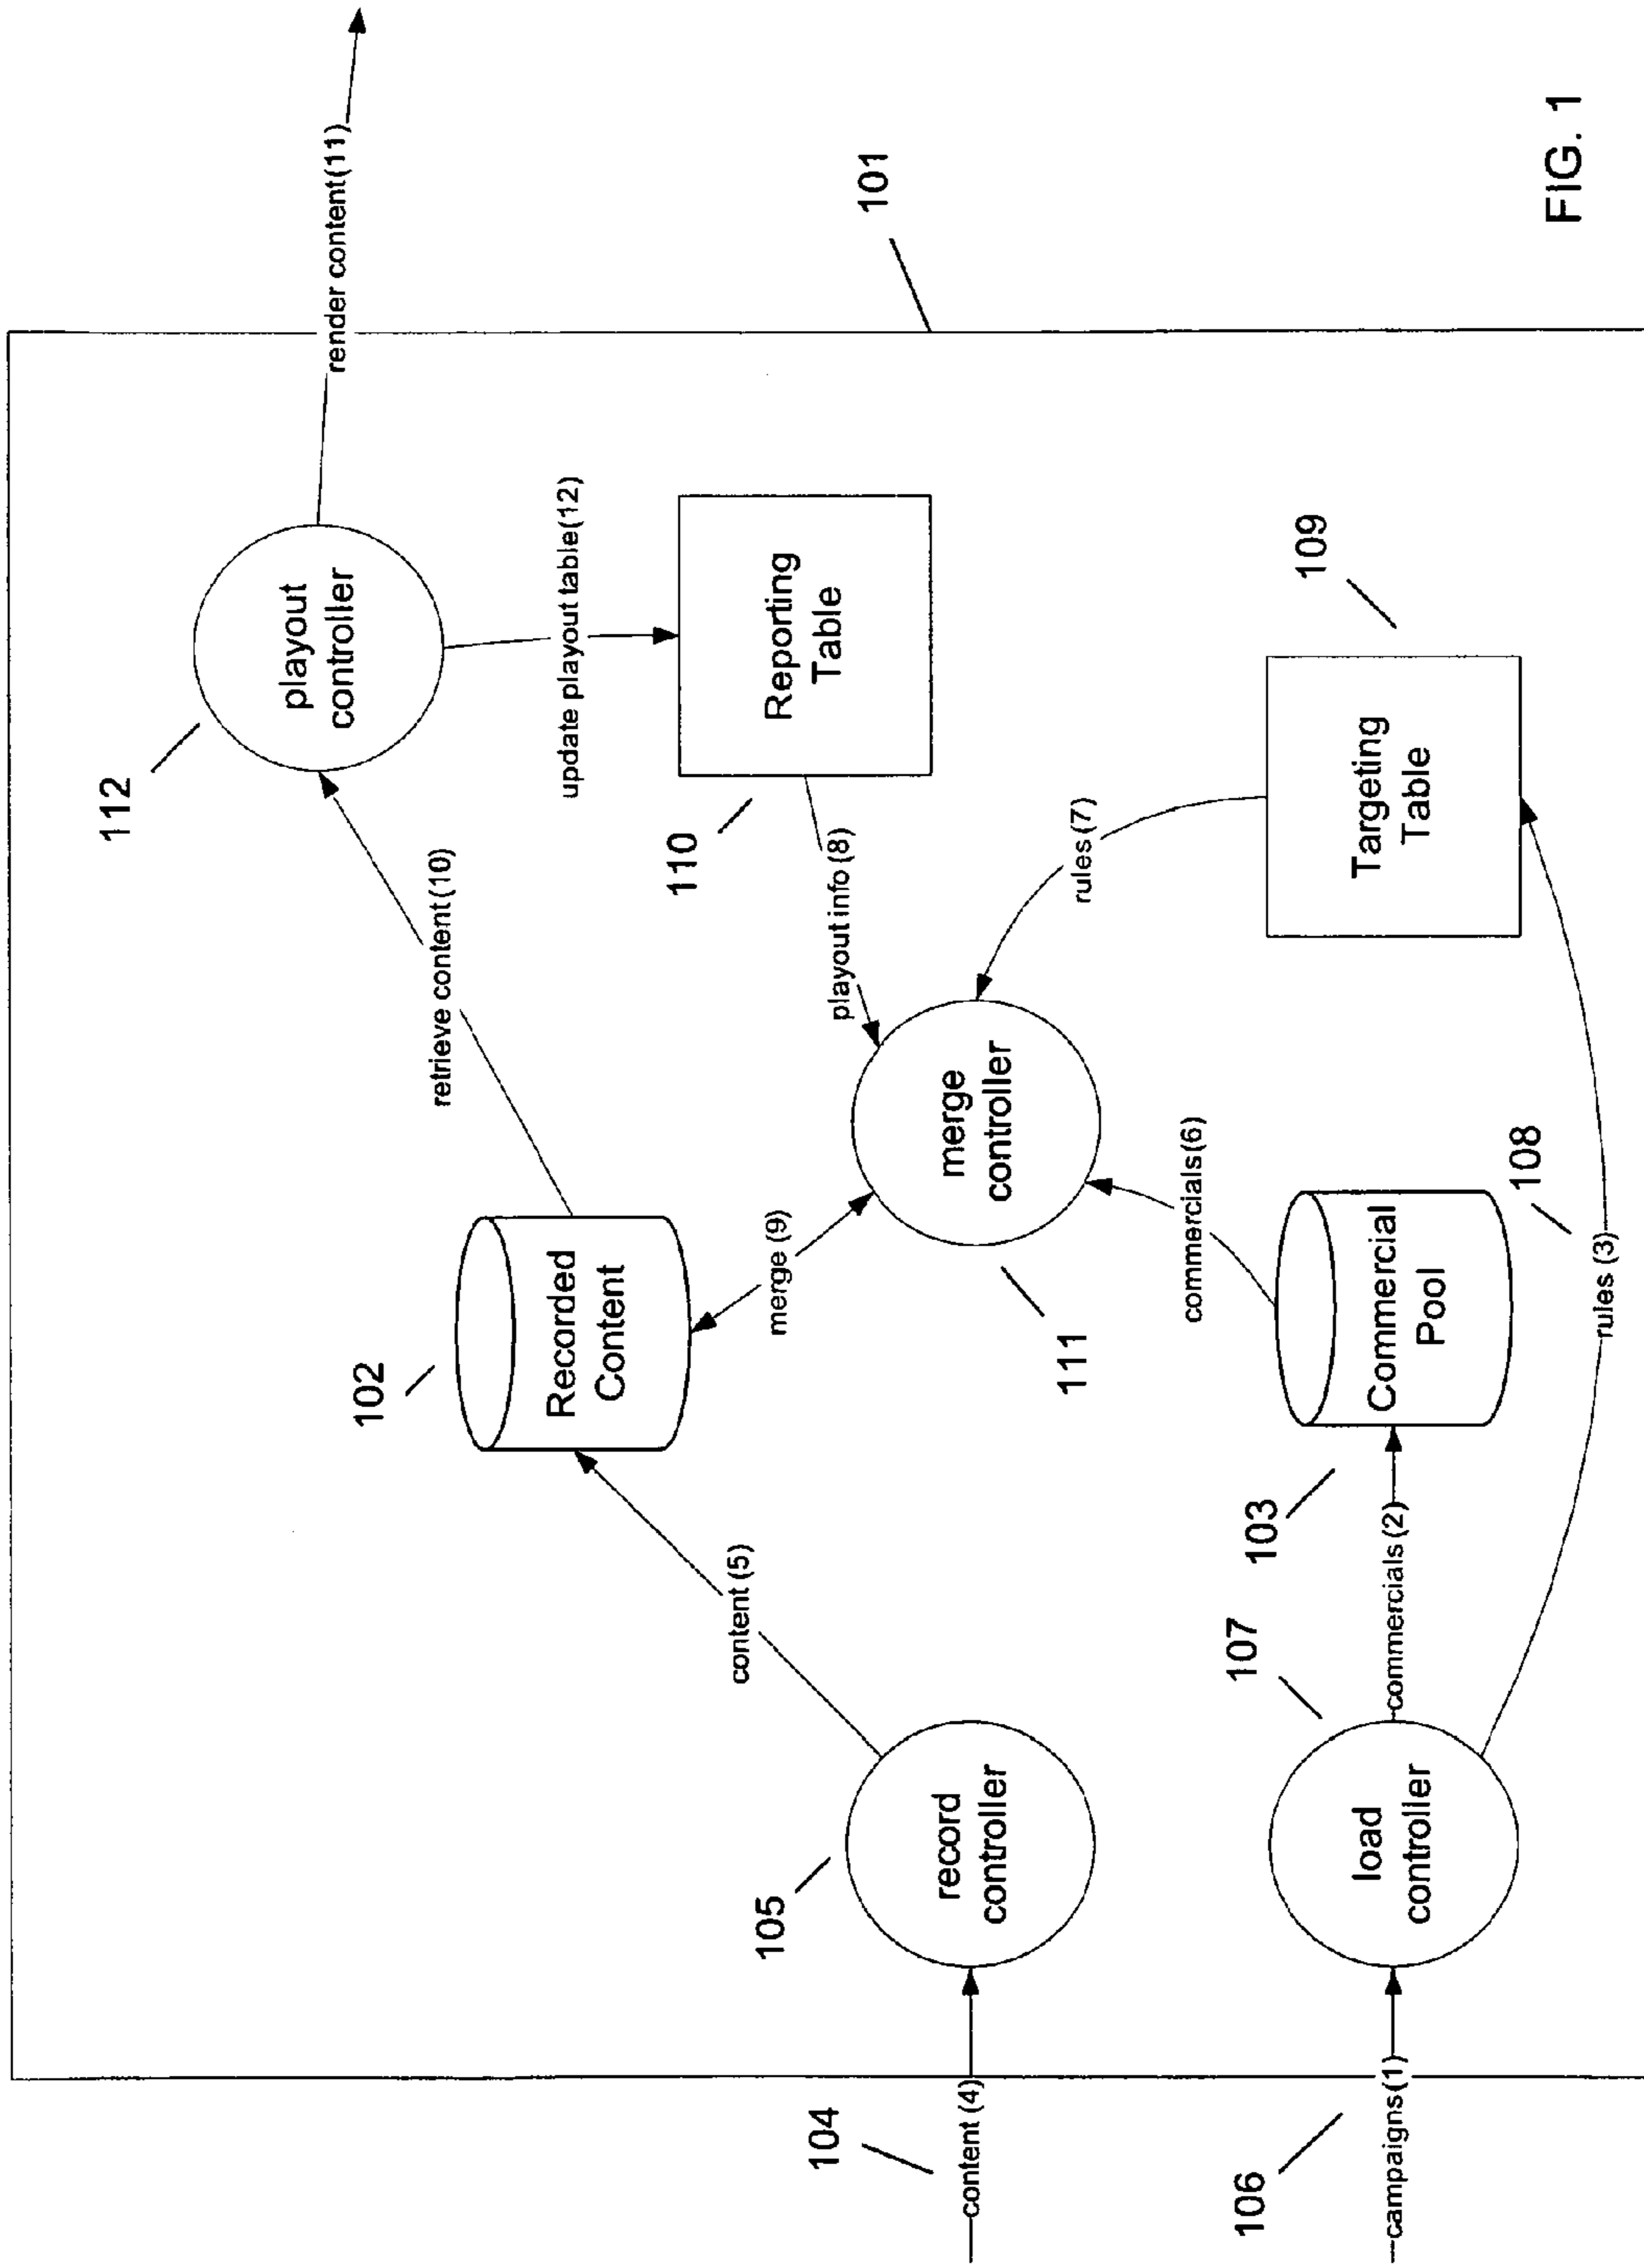 112
playout
controller
render content(11)
retrieve content(10)
update playout table(12)
102
Recorded
Content
Reporting
Table
110
101
content (5)
merge (9)
playout info (8)
105
record
controller
merge
controller
111
rules(7)
109
104
content (4)
commercials(6)
107
103
Targeting
Table
load
controller
commercials (2)
Commercial
Pool
108
106
campaigns(1)
rules (3)
FIG. 1